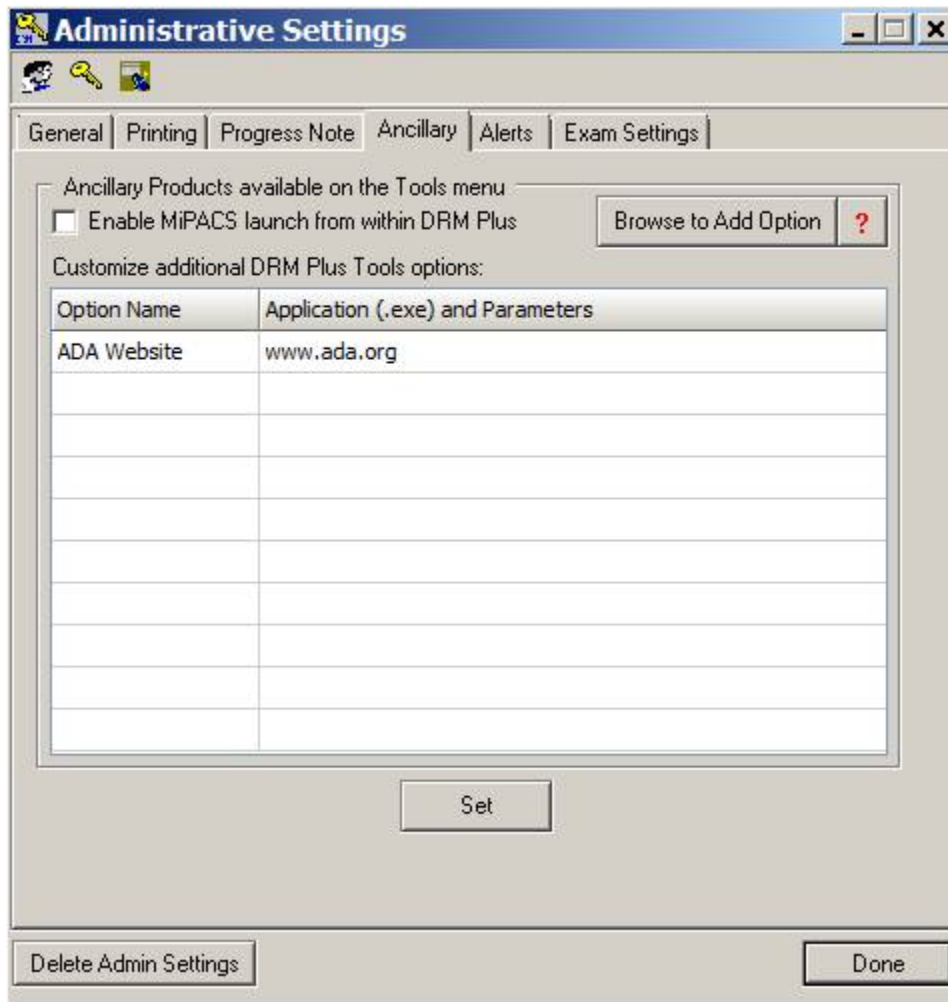 Administrative Settings
General Printing Progress Note Ancillary Alerts Exam Settings
Ancillary Products available on the Tools menu
Enable MiPACS launch from within DRM Plus Browse to Add Option ?
Customize additional DRM Plus Tools options:
Option Name Application (.exe) and Parameters
ADA Website www.ada.org
Set
Delete Admin Settings Done